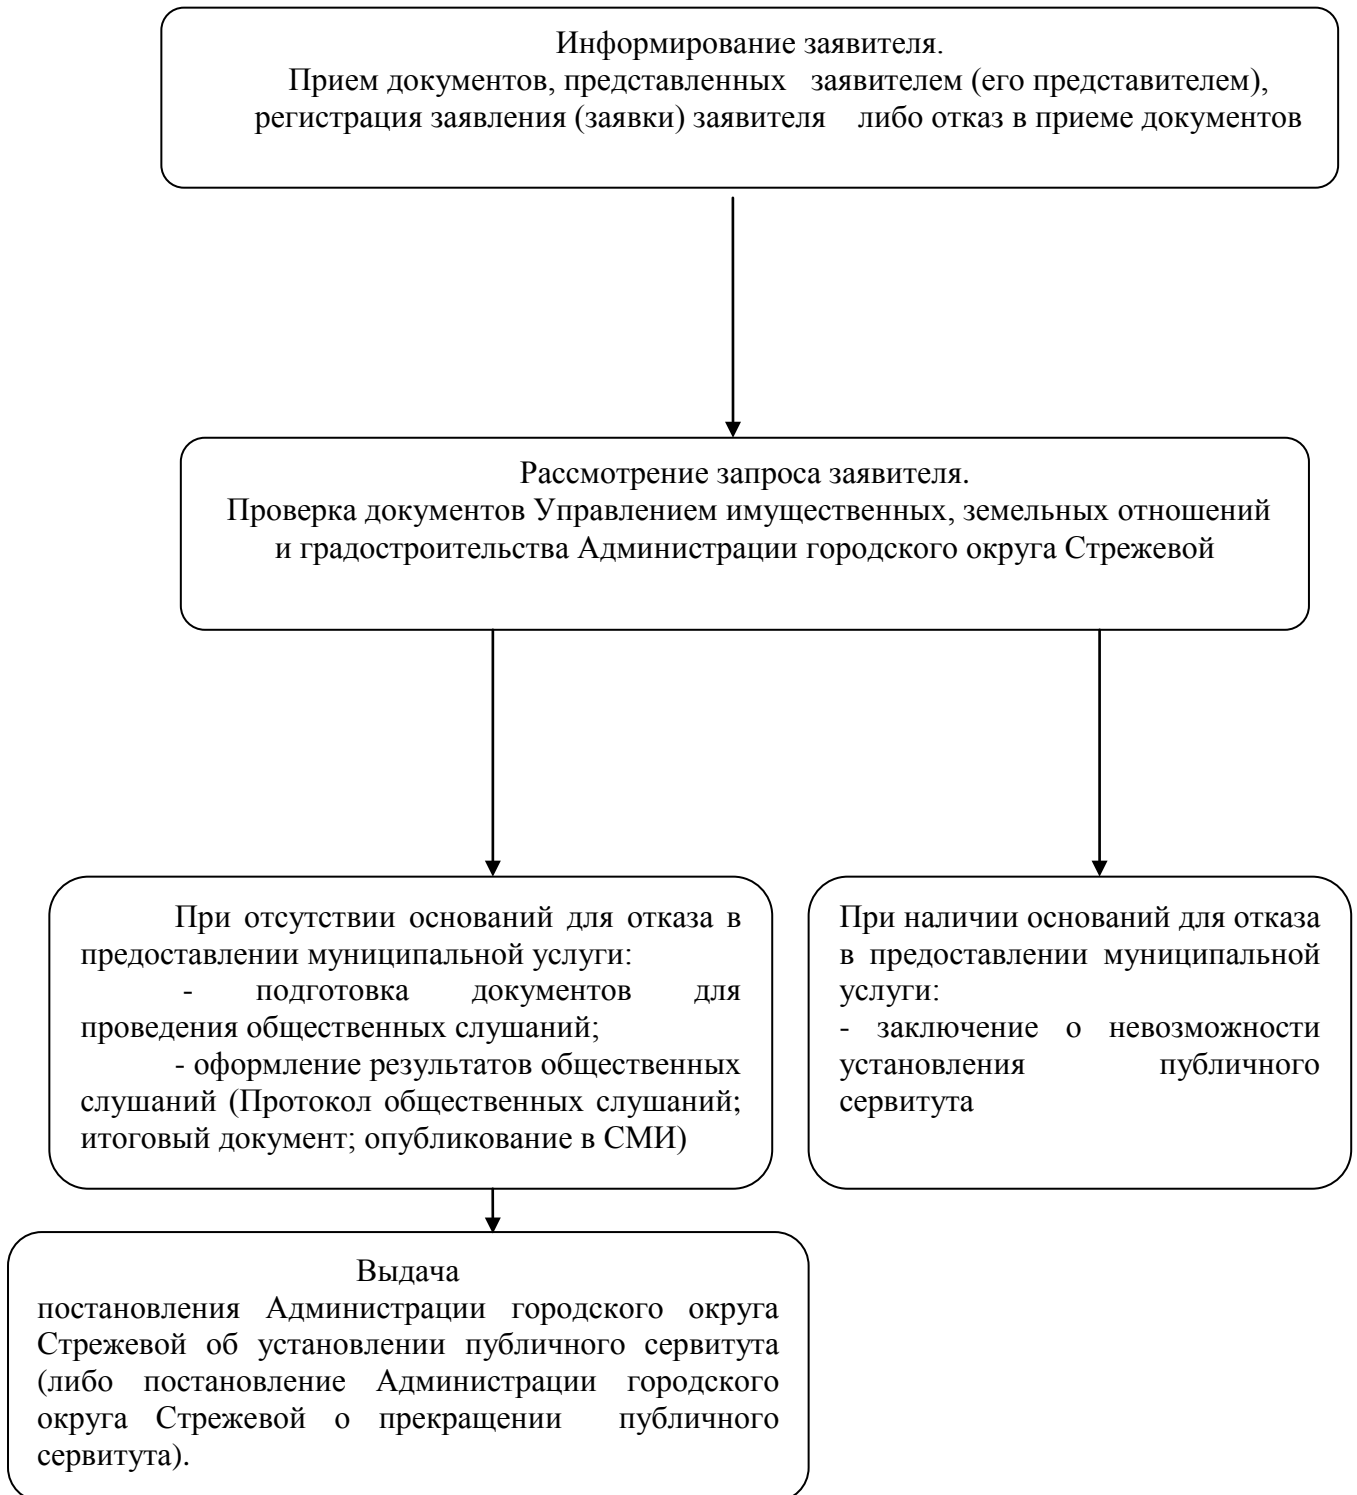 Информирование заявителя.
Прием документов, представленных заявителем (его представителем),
регистрация заявления (заявки) заявителя либо отказ в приеме документов
Рассмотрение запроса заявителя.
Проверка документов Управлением имущественных, земельных отношений
и градостроительства Администрации городского округа Стрежевой
При отсутствии оснований для отказа в
предоставлении муниципальной услуги:
- подготовка документов для
проведения общественных слушаний;
- оформление результатов общественных
слушаний (Протокол общественных слушаний;
итоговый документ; опубликование в СМИ)
При наличии оснований для отказа
в предоставлении муниципальной
услуги:
- заключение о невозможности
установления публичного
сервитута
Выдача
постановления Администрации городского округа
Стрежевой об установлении публичного сервитута
(либо постановление Администрации городского
округа Стрежевой о прекращении публичного
сервитута).